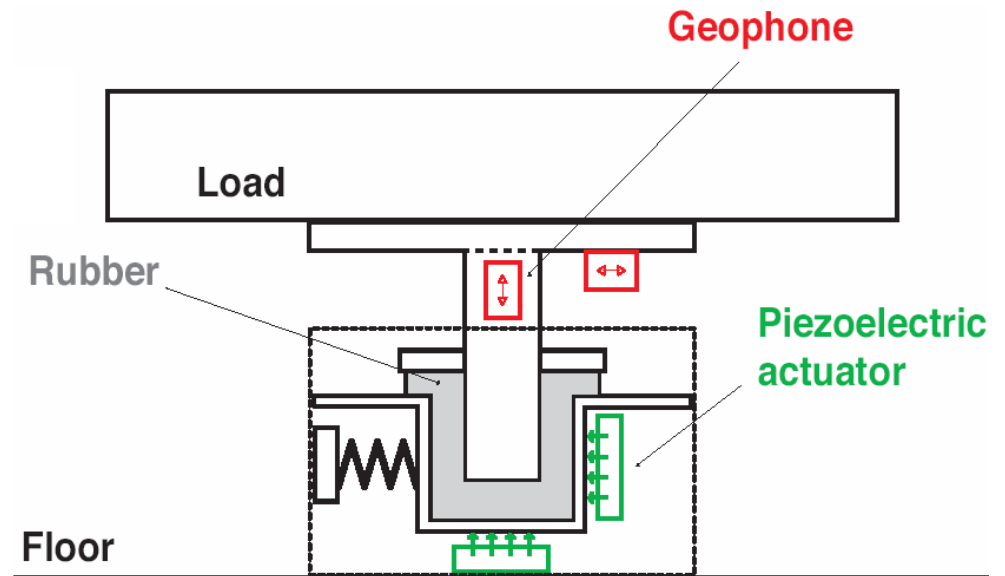 Geophone
Load
Rubber
Piezoelectric
actuator
Floor